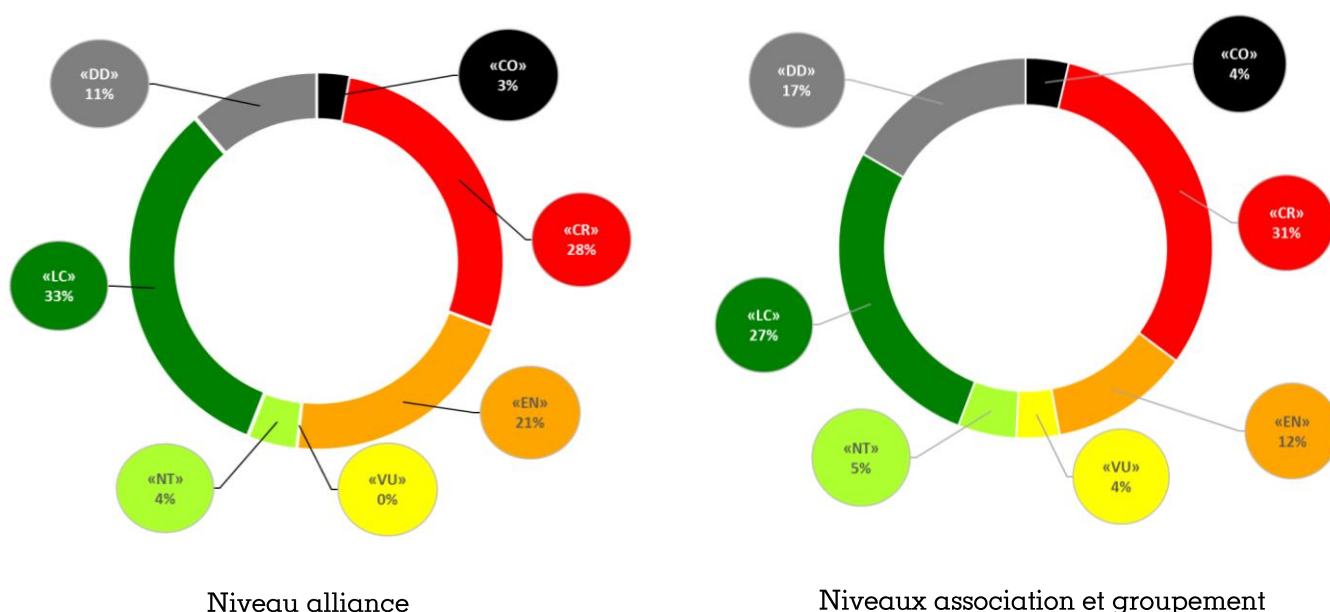 «CO»
3%
«CR»
28%
«EN»
21%
«VU»
0%
«NT»
4%
«LC»
33%
«DD»
11%
Niveau alliance
«CO»
4%
«CR»
31%
«EN»
12%
«VU»
4%
«NT»
5%
«LC»
27%
«DD»
17%
Niveaux association et groupement